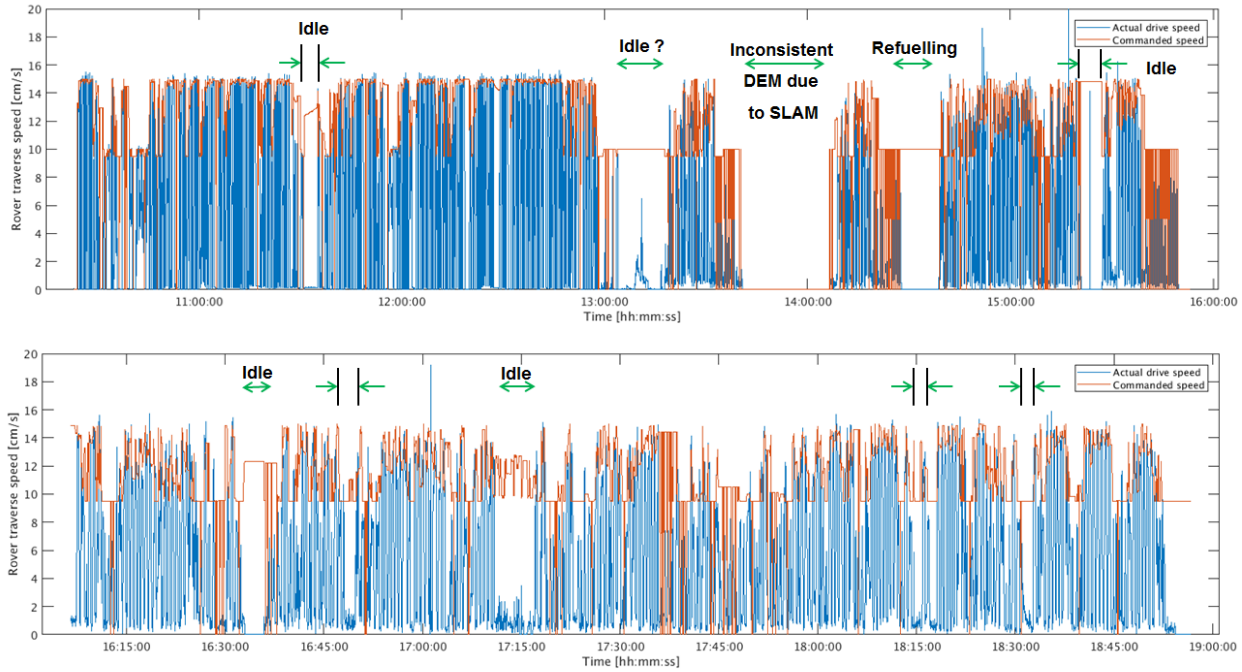 20
18
16
14
12
10
8
6
4
2
0
Rover traverse speed [cm/s]
Idle
Idle ?
Inconsistent
DEM due
to SLAM
Refuelling
Actual drive speed
Commanded speed
Idle
11:00:00
12:00:00
13:00:00
14:00:00
15:00:00
16:00:00
Time [hh:mm:ss]
20
18
16
14
12
10
8
6
4
2
0
Rover traverse speed [cm/s]
Idle
Idle
Actual drive speed
Commanded speed
16:15:00
16:30:00
16:45:00
17:00:00
17:15:00
17:30:00
17:45:00
18:00:00
18:15:00
18:30:00
18:45:00
19:00:00
Time [hh:mm:ss]